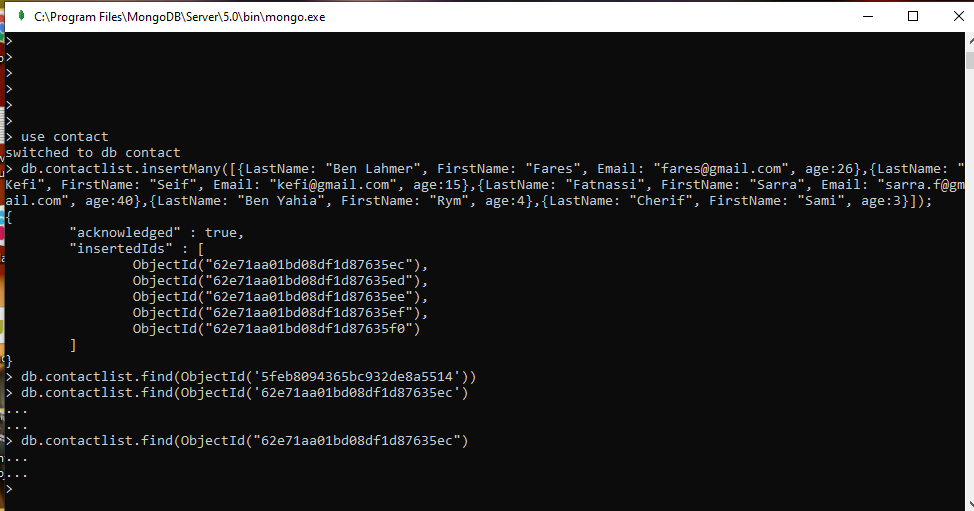 C:\Program Files\MongoDB\Server\5.0\bin\mongo.exe
>
>
>
>
>
>
> use contact
switched to db contact
> db.contactlist.insertMany([{LastName: "Ben Lahmer", FirstName: "Fares", Email: "fares@gmail.com", age:26},{LastName: "
Kefi", FirstName: "Seif", Email: "kefi@gmail.com", age:15},{LastName: "Fatnassi", FirstName: "Sarra", Email: "sarra.f@gm
ail.com", age:40},{LastName: "Ben Yahia", FirstName: "Rym", age:4},{LastName: "Cherif", FirstName: "Sami", age:3}]);
{
        "acknowledged" : true,
        "insertedIds" : [
                ObjectId("62e71aa01bd08df1d87635ec"),
                ObjectId("62e71aa01bd08df1d87635ed"),
                ObjectId("62e71aa01bd08df1d87635ee"),
                ObjectId("62e71aa01bd08df1d87635ef"),
                ObjectId("62e71aa01bd08df1d87635f0")
        ]
}
> db.contactlist.find(ObjectId('5feb8094365bc932de8a5514'))
> db.contactlist.find(ObjectId('62e71aa01bd08df1d87635ec')
...
...
> db.contactlist.find(ObjectId("62e71aa01bd08df1d87635ec")
...
...
>